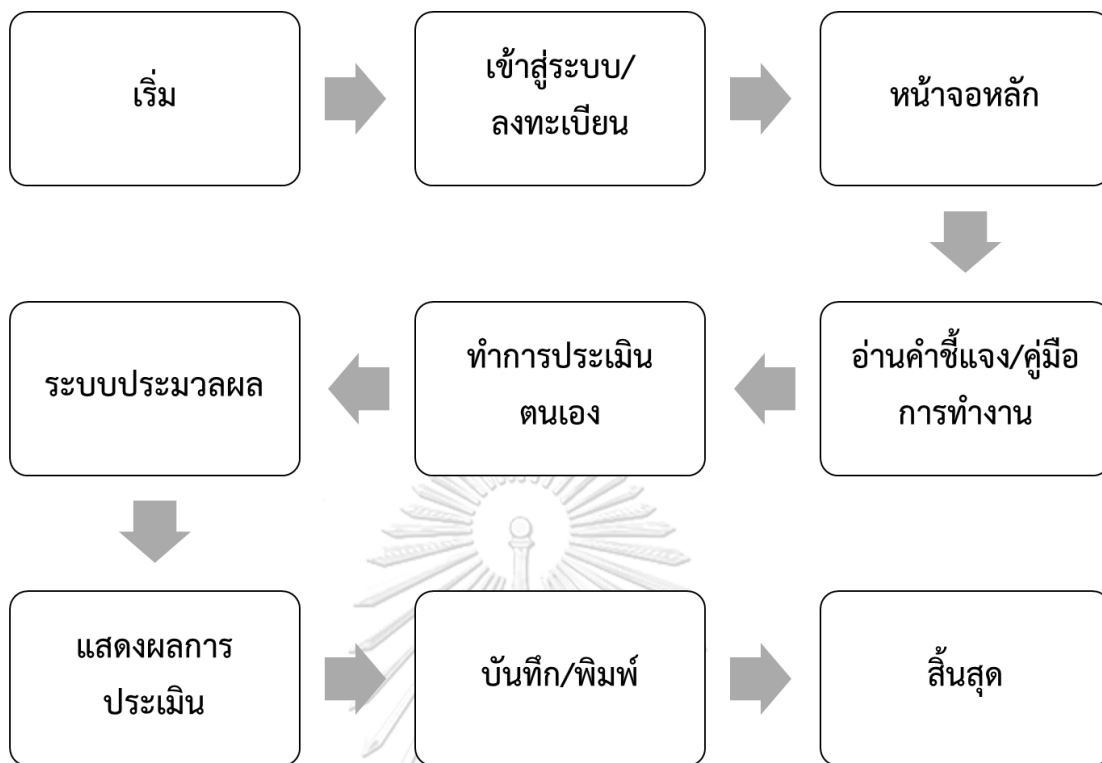 เริ่ม
เข้าสู่ระบบ/
ลงทะเบียน
หน้าจอหลัก
อ่านคำชี้แจง/คู่มือ
การทำงาน
ทำการประเมิน
ตนเอง
ระบบประมวลผล
แสดงผลการ
ประเมิน
บันทึก/พิมพ์
สิ้นสุด